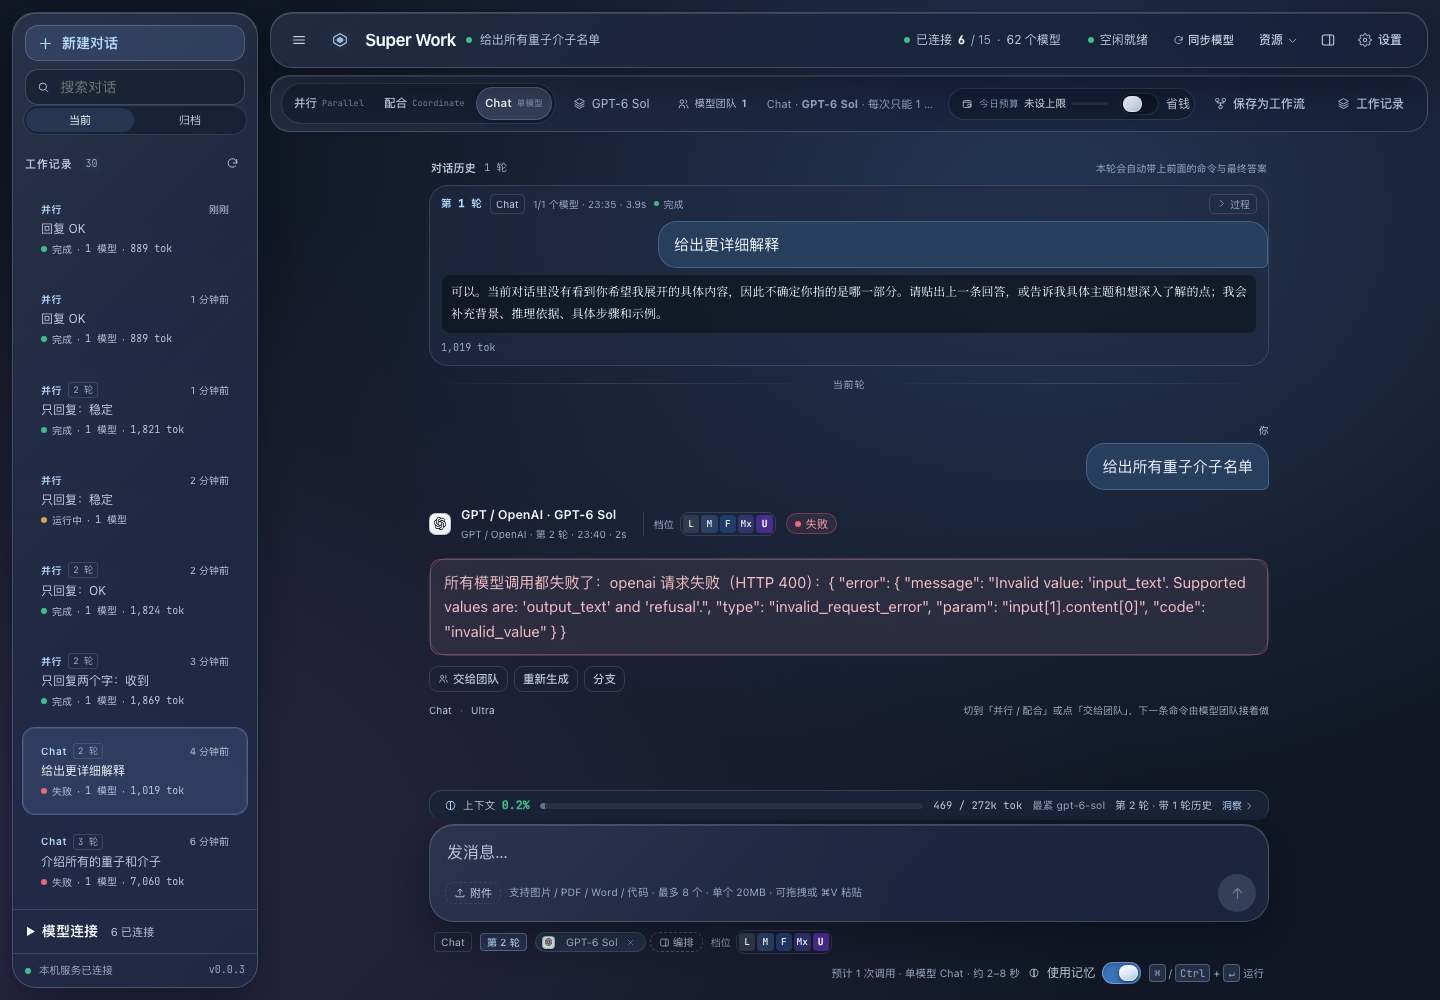 新建对话
搜索对话
当前 归档
工作记录 30
并行 刚刚
回复 OK
完成 · 1 模型 · 889 tok
并行 1 分钟前
回复 OK
完成 · 1 模型 · 889 tok
并行 2 轮 1 分钟前
只回复：稳定
完成 · 1 模型 · 1,821 tok
并行 2 分钟前
只回复：稳定
运行中 · 1 模型
并行 2 轮 2 分钟前
只回复：OK
完成 · 1 模型 · 1,824 tok
并行 2 轮 3 分钟前
只回复两个字：收到
完成 · 1 模型 · 1,869 tok
Chat 2 轮 4 分钟前
给出更详细解释
失败 · 1 模型 · 1,019 tok
Chat 3 轮 6 分钟前
介绍所有的重子和介子
失败 · 1 模型 · 7,060 tok
模型连接 6 已连接
本机服务已连接 v0.0.3
Super Work 给出所有重子介子名单 已连接 6 / 15 · 62 个模型 空闲就绪 同步模型 资源 设置
并行 Parallel 配合 Coordinate Chat 单模型 GPT-6 Sol 模型团队 1 Chat · GPT-6 Sol · 每次只能 1 ... 今日预算 未设上限 省钱 保存为工作流 工作记录
对话历史 1 轮 本轮会自动带上前面的命令与最终答案
第 1 轮 Chat 1/1 个模型 · 23:35 · 3.9s 完成 过程
给出更详细解释
可以。当前对话里没有看到你希望我展开的具体内容，因此不确定你指的是哪一部分。请贴出上一条回答，或告诉我具体主题和想深入了解的点；我会
补充背景、推理依据、具体步骤和示例。
1,019 tok
当前轮
你
给出所有重子介子名单
GPT / OpenAI · GPT-6 Sol 档位 L M F Mx U 失败
GPT / OpenAI · 第 2 轮 · 23:40 · 2s
所有模型调用都失败了：openai 请求失败（HTTP 400）：{ "error": { "message": "Invalid value: 'input_text'. Supported
values are: 'output_text' and 'refusal'.", "type": "invalid_request_error", "param": "input[1].content[0]", "code":
"invalid_value" } }
交给团队 重新生成 分支
Chat · Ultra 切到「并行 / 配合」或点「交给团队」，下一条命令由模型团队接着做
上下文 0.2% 469 / 272k tok 最紧 gpt-6-sol 第 2 轮 · 带 1 轮历史 洞察
发消息...
附件 支持图片 / PDF / Word / 代码 · 最多 8 个 · 单个 20MB · 可拖拽或 ⌘V 粘贴
Chat 第 2 轮 GPT-6 Sol × 编排 档位 L M F Mx U
预计 1 次调用 · 单模型 Chat · 约 2–8 秒 使用记忆 ⌘ / Ctrl + ↵ 运行